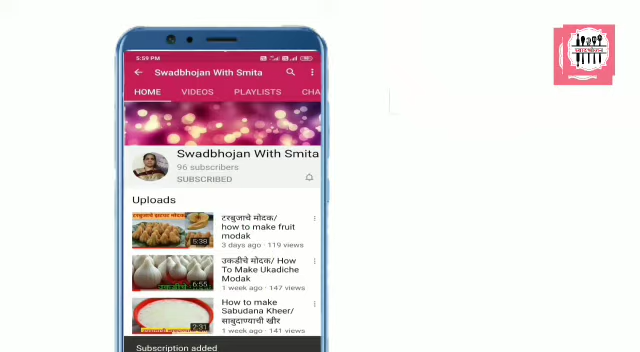 5:59 PM
Swadbhojan With Smita
HOME VIDEOS PLAYLISTS CHA
Swadbhojan With Smita
96 subscribers
SUBSCRIBED
Uploads
5:38
टरबुजाचे मोदक/
how to make fruit
modak
3 days ago · 119 views
6:55
उकडीचे मोदक/ How
To Make Ukadiche
Modak
1 week ago · 147 views
2:31
How to make
Sabudana Kheer/
साबुदाण्याची खीर
1 week ago · 141 views
Subscription added